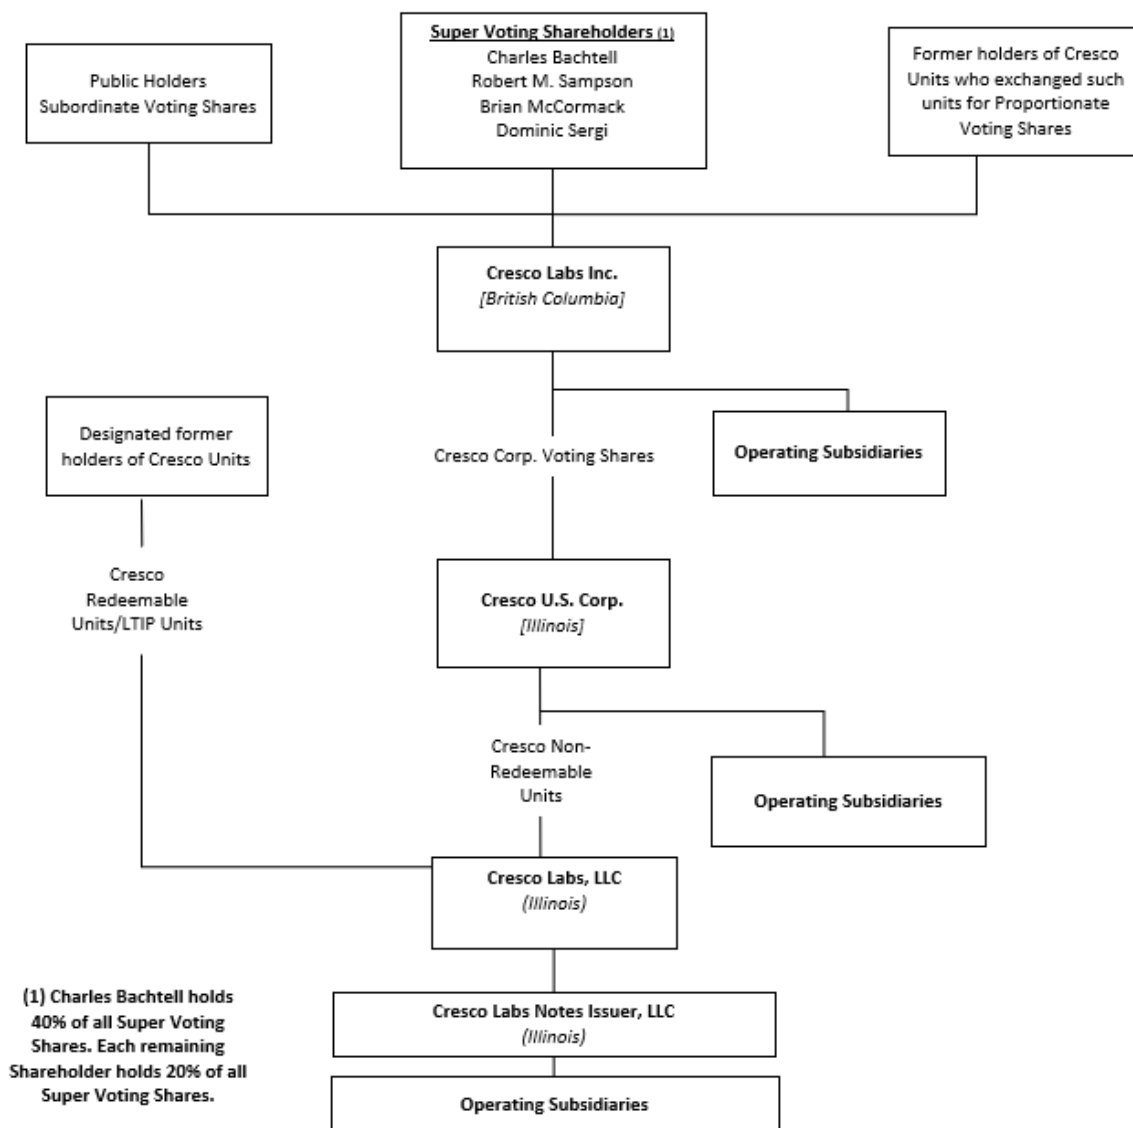 Super Voting Shareholders (1)
Charles Bachtell
Robert M. Sampson
Brian McCormack
Dominic Sergi
Public Holders
Subordinate Voting Shares
Former holders of Cresco
Units who exchanged such
units for Proportionate
Voting Shares
Cresco Labs Inc.
[British Columbia]
Designated former
holders of Cresco Units
Cresco Corp. Voting Shares
Operating Subsidiaries
Cresco
Redeemable
Units/LTIP Units
Cresco U.S. Corp.
[Illinois]
Cresco Non-
Redeemable
Units
Operating Subsidiaries
Cresco Labs, LLC
(Illinois)
(1) Charles Bachtell holds
40% of all Super Voting
Shares. Each remaining
Shareholder holds 20% of all
Super Voting Shares.
Cresco Labs Notes Issuer, LLC
(Illinois)
Operating Subsidiaries